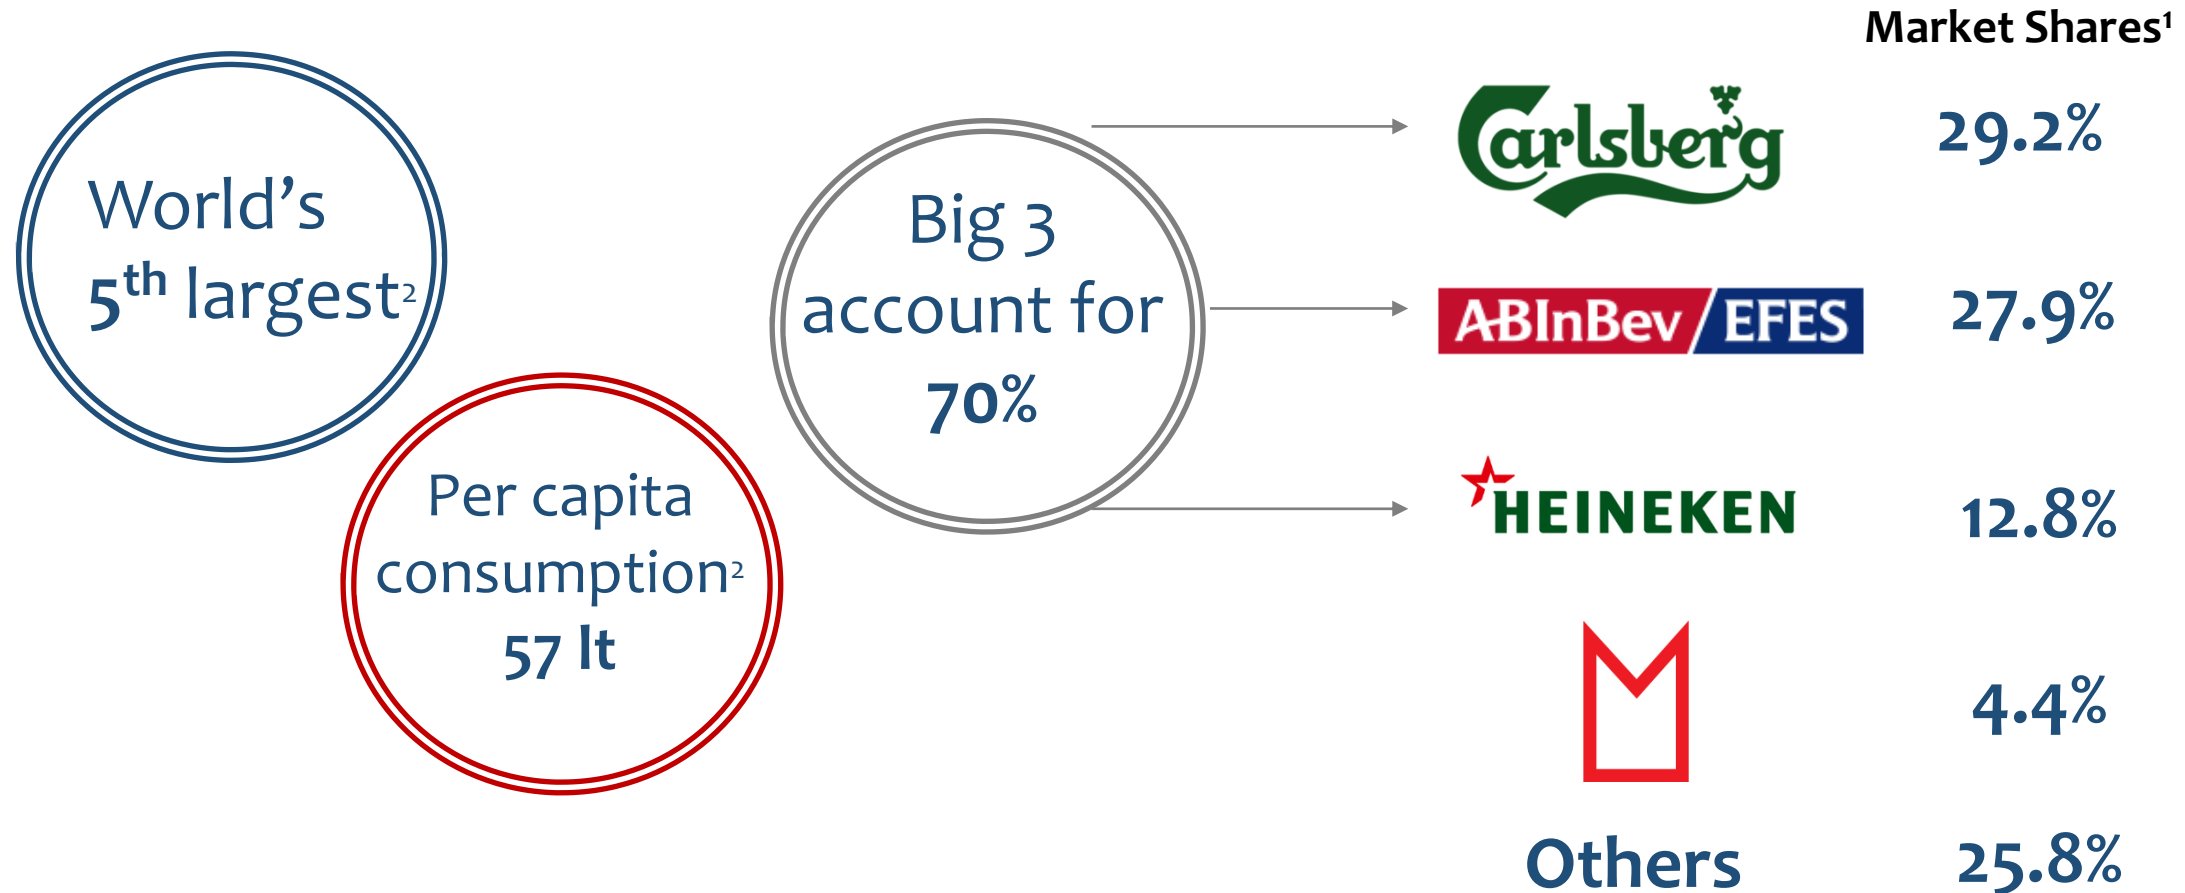 World's
5th largest2
Per capita
consumption2
57 lt
Big 3
account for
70%
Market Shares1
Carlsberg 29.2%
ABInBev/EFES 27.9%
HEINEKEN 12.8%
4.4%
Others 25.8%